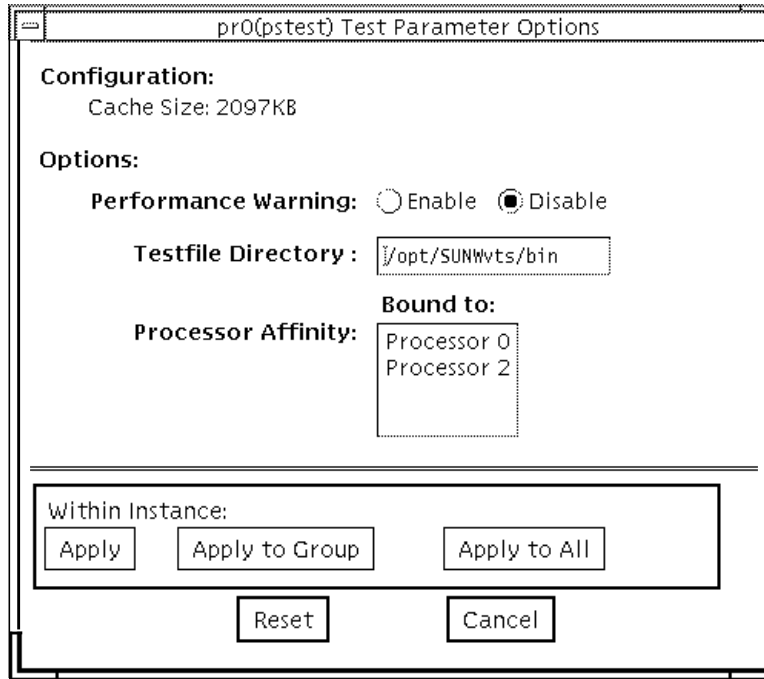 pr0(pstest) Test Parameter Options
Configuration:
Cache Size: 2097KB
Options:
Performance Warning: Enable Disable
Testfile Directory : /opt/SUNWvts/bin
Bound to:
Processor Affinity:
Processor 0
Processor 2
Within Instance:
Apply Apply to Group Apply to All
Reset Cancel